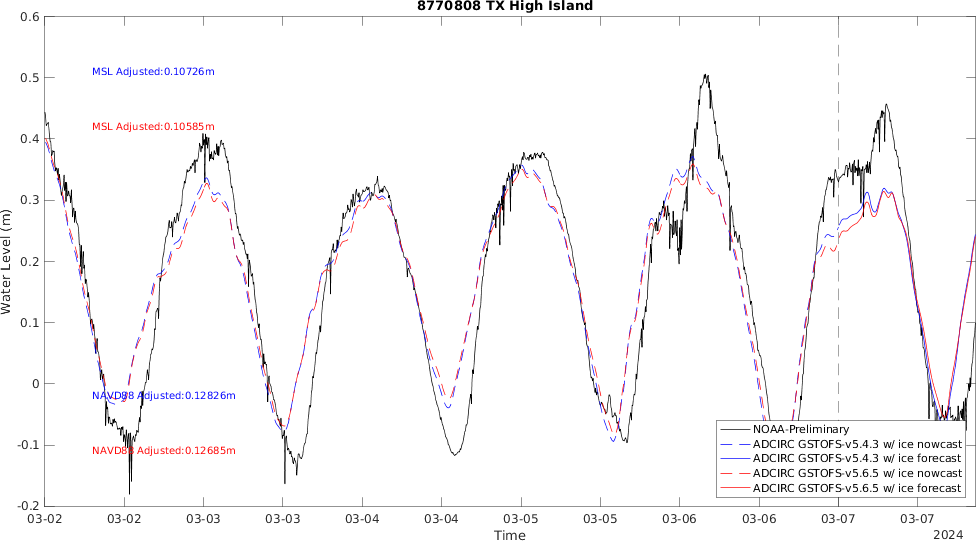 8770808 TX High Island
0.6
0.5
0.4
0.3
0.2
0.1
0
-0.1
-0.2
Water Level (m)
MSL Adjusted:0.10726m
MSL Adjusted:0.10585m
NAVD88 Adjusted:0.12826m
NAVD88 Adjusted:0.12685m
NOAA-Preliminary
ADCIRC GSTOFS-v5.4.3 w/ ice nowcast
ADCIRC GSTOFS-v5.4.3 w/ ice forecast
ADCIRC GSTOFS-v5.6.5 w/ ice nowcast
ADCIRC GSTOFS-v5.6.5 w/ ice forecast
03-02 03-02 03-03 03-03 03-04 03-04 03-05 03-05 03-06 03-06 03-07 03-07
Time
2024